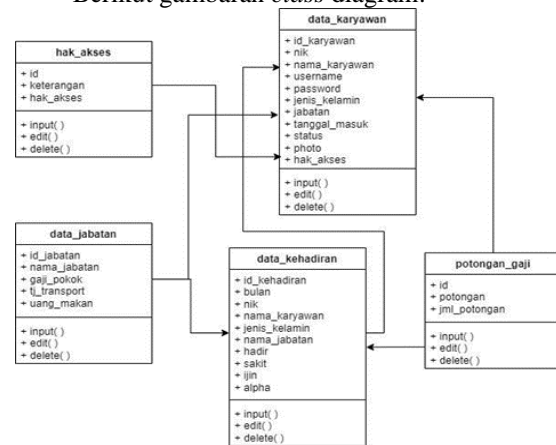 Berikut gambaran class diagram:
hak_akses
+ id
+ keterangan
+ hak_akses
+ input( )
+ edit( )
+ delete( )
data_karyawan
+ id_karyawan
+ nik
+ nama_karyawan
+ username
+ password
+ jenis_kelamin
+ jabatan
+ tanggal_masuk
+ status
+ photo
+ hak_akses
+ input( )
+ edit( )
+ delete( )
data_jabatan
+ id_jabatan
+ nama_jabatan
+ gaji_pokok
+ tj_transport
+ uang_makan
+ input( )
+ edit( )
+ delete( )
data_kehadiran
+ id_kehadiran
+ bulan
+ nik
+ nama_karyawan
+ jenis_kelamin
+ nama_jabatan
+ hadir
+ sakit
+ ijin
+ alpha
+ input( )
+ edit( )
+ delete( )
potongan_gaji
+ id
+ potongan
+ jml_potongan
+ input( )
+ edit( )
+ delete( )